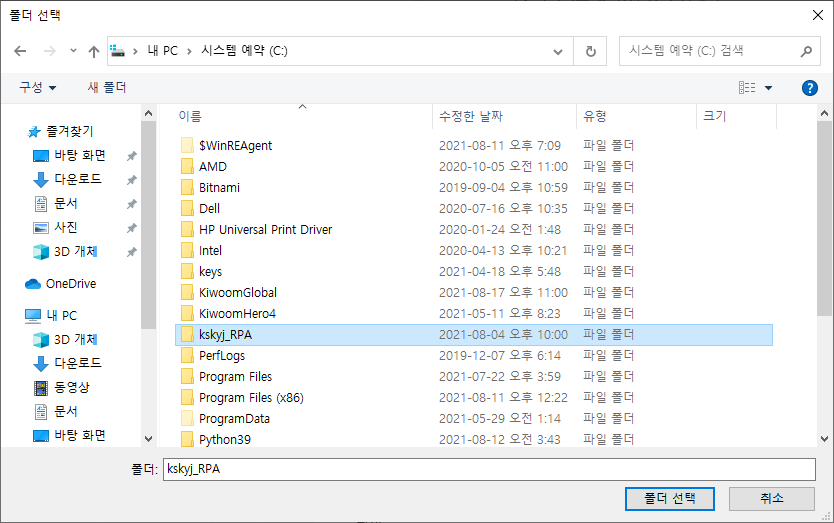 폴더 선택
내 PC > 시스템 예약 (C:)
시스템 예약 (C:) 검색
구성
새 폴더
즐겨찾기
바탕 화면
다운로드
문서
사진
3D 개체
OneDrive
내 PC
3D 개체
다운로드
동영상
문서
바탕 화면
이름 수정한 날짜 유형 크기
$WinREAgent 2021-08-11 오후 7:09 파일 폴더
AMD 2020-10-05 오전 11:00 파일 폴더
Bitnami 2019-09-04 오후 10:59 파일 폴더
Dell 2020-07-16 오후 10:35 파일 폴더
HP Universal Print Driver 2020-01-24 오전 1:48 파일 폴더
Intel 2020-04-13 오후 10:21 파일 폴더
keys 2021-04-18 오후 5:48 파일 폴더
KiwoomGlobal 2021-08-17 오후 11:00 파일 폴더
KiwoomHero4 2021-05-11 오후 8:23 파일 폴더
kskyj_RPA 2021-08-04 오후 10:00 파일 폴더
PerfLogs 2019-12-07 오후 6:14 파일 폴더
Program Files 2021-07-22 오후 3:59 파일 폴더
Program Files (x86) 2021-08-11 오후 12:22 파일 폴더
ProgramData 2021-05-29 오전 1:14 파일 폴더
Python39 2021-08-12 오전 3:43 파일 폴더
폴더: kskyj_RPA
폴더 선택
취소